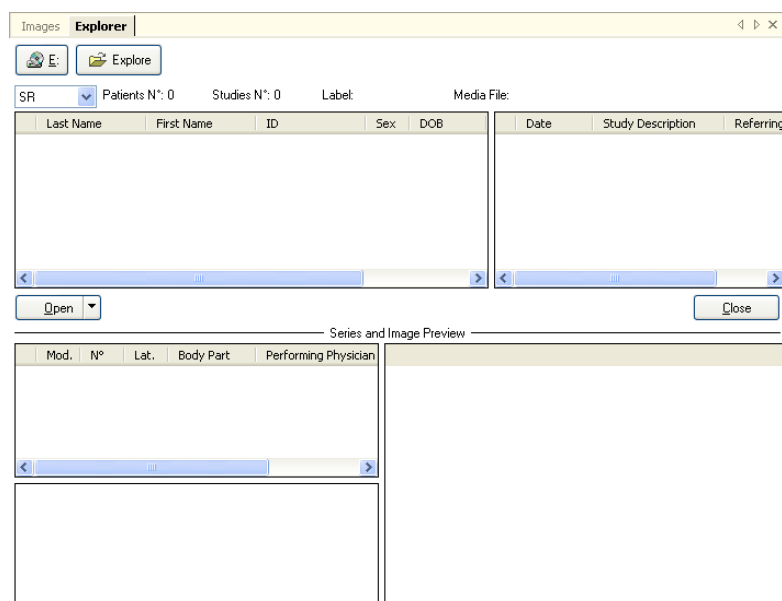 Images Explorer
E: Explore
SR Patients N°: 0 Studies N°: 0 Label: Media File:
Last Name First Name ID Sex DOB Date Study Description Referring
Open Close
Series and Image Preview
Mod. N° Lat. Body Part Performing Physician